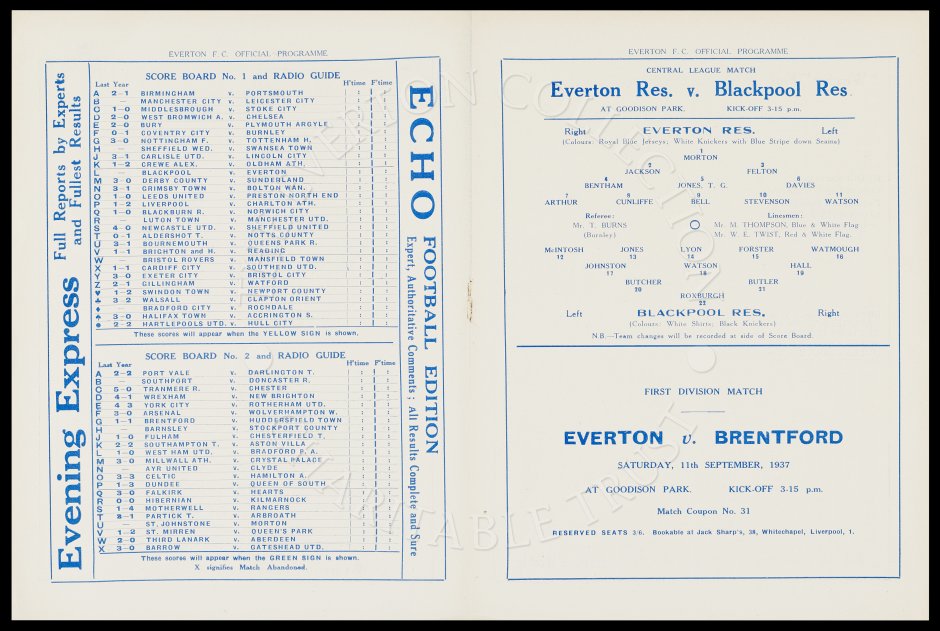 EVERTON F.C. OFFICIAL PROGRAMME
Evening Express
Full Reports by Experts
and Fullest Results
SCORE BOARD No. 1 and RADIO GUIDE
Last Year H'time F'time
A 2–1 BIRMINGHAM v. PORTSMOUTH : :
B — MANCHESTER CITY v. LEICESTER CITY : :
C 1–0 MIDDLESBROUGH v. STOKE CITY : :
D 2–0 WEST BROMWICH A. v. CHELSEA : :
E 2–0 BURY v. PLYMOUTH ARGYLE : :
F 0–1 COVENTRY CITY v. BURNLEY : :
G 3–0 NOTTINGHAM F. v. TOTTENHAM H. : :
H — SHEFFIELD WED. v. SWANSEA TOWN : :
J 3–1 CARLISLE UTD. v. LINCOLN CITY : :
K 1–2 CREWE ALEX. v. OLDHAM ATH. : :
L — BLACKPOOL v. EVERTON : :
M 3–0 DERBY COUNTY v. SUNDERLAND : :
N 3–1 GRIMSBY TOWN v. BOLTON WAN. : :
O 1–0 LEEDS UNITED v. PRESTON NORTH END : :
P 1–2 LIVERPOOL v. CHARLTON ATH. : :
Q 1–0 BLACKBURN R. v. NORWICH CITY : :
R LUTON TOWN v. MANCHESTER UTD. : :
S 4–0 NEWCASTLE UTD. v. SHEFFIELD UNITED : :
T 0–1 ALDERSHOT T. v. NOTTS COUNTY : :
U 3–1 BOURNEMOUTH v. QUEENS PARK R. : :
V 1–1 BRIGHTON and H. v. READING : :
W — BRISTOL ROVERS v. MANSFIELD TOWN : :
X 1–1 CARDIFF CITY v. SOUTHEND UTD. : :
Y 3–0 EXETER CITY v. BRISTOL CITY : :
Z 2–1 GILLINGHAM v. WATFORD : :
♥ 1–2 SWINDON TOWN v. NEWPORT COUNTY : :
♣ 3–2 WALSALL v. CLAPTON ORIENT : :
♦ — BRADFORD CITY v. ROCHDALE : :
♠ 3–0 HALIFAX TOWN v. ACCRINGTON S. : :
● 2–2 HARTLEPOOLS UTD. v. HULL CITY : :
These scores will appear when the YELLOW SIGN is shown.
SCORE BOARD No. 2 and RADIO GUIDE
Last Year H'time F'time
A 2–2 PORT VALE v. DARLINGTON T. : :
B — SOUTHPORT v. DONCASTER R. : :
C 5–0 TRANMERE R. v. CHESTER : :
D 4–1 WREXHAM v. NEW BRIGHTON : :
E 4–3 YORK CITY v. ROTHERHAM UTD. : :
F 3–0 ARSENAL v. WOLVERHAMPTON W. : :
G 1–1 BRENTFORD v. HUDDERSFIELD TOWN : :
H BARNSLEY v. STOCKPORT COUNTY : :
J 1–0 FULHAM v. CHESTERFIELD T. : :
K 2–2 SOUTHAMPTON T. v. ASTON VILLA : :
L 1–0 WEST HAM UTD. v. BRADFORD P. A. : :
M 3–0 MILLWALL ATH. v. CRYSTAL PALACE : :
N — AYR UNITED v. CLYDE : :
O 3–3 CELTIC v. HAMILTON A. : :
P 1–3 DUNDEE v. QUEEN OF SOUTH : :
Q 3–0 FALKIRK v. HEARTS : :
R 0–0 HIBERNIAN v. KILMARNOCK : :
S 1–4 MOTHERWELL v. RANGERS : :
T 8–1 PARTICK T. v. ARBROATH : :
U — ST. JOHNSTONE v. MORTON : :
V 1–2 ST. MIRREN v. QUEEN'S PARK : :
W 2–0 THIRD LANARK v. ABERDEEN : :
X 3–0 BARROW v. GATESHEAD UTD. : :
These scores will appear when the GREEN SIGN is shown.
X signifies Match Abandoned.
ECHO FOOTBALL EDITION
Expert, Authoritative Comments; All Results Complete and Sure
EVERTON F.C. OFFICIAL PROGRAMME
CENTRAL LEAGUE MATCH
Everton Res. v. Blackpool Res
AT GOODISON PARK. KICK-OFF 3-15 p.m.
Right EVERTON RES. Left
(Colours: Royal Blue Jerseys; White Knickers with Blue Stripe down Seams)
1
MORTON
2 3
JACKSON FELTON
4 5 6
BENTHAM JONES, T. G. DAVIES
7 8 9 10 11
ARTHUR CUNLIFFE BELL STEVENSON WATSON
Referee: Linesmen:
Mr. T. BURNS Mr. M. THOMPSON, Blue & White Flag
(Burnley) Mr. W. E. TWIST, Red & White Flag.
McINTOSH JONES LYON FORSTER WATMOUGH
12 13 14 15 16
JOHNSTON WATSON HALL
17 18 19
BUTCHER BUTLER
20 21
ROXBURGH
22
Left BLACKPOOL RES. Right
(Colours: White Shirts; Black Knickers)
N.B.—Team changes will be recorded at side of Score Board.
FIRST DIVISION MATCH
EVERTON v. BRENTFORD
SATURDAY, 11th SEPTEMBER, 1937
AT GOODISON PARK. KICK-OFF 3-15 p.m.
Match Coupon No. 31
RESERVED SEATS 3/6. Bookable at Jack Sharp's, 38, Whitechapel, Liverpool, 1.
EVERTON COLLECTION
CHARITABLE TRUST